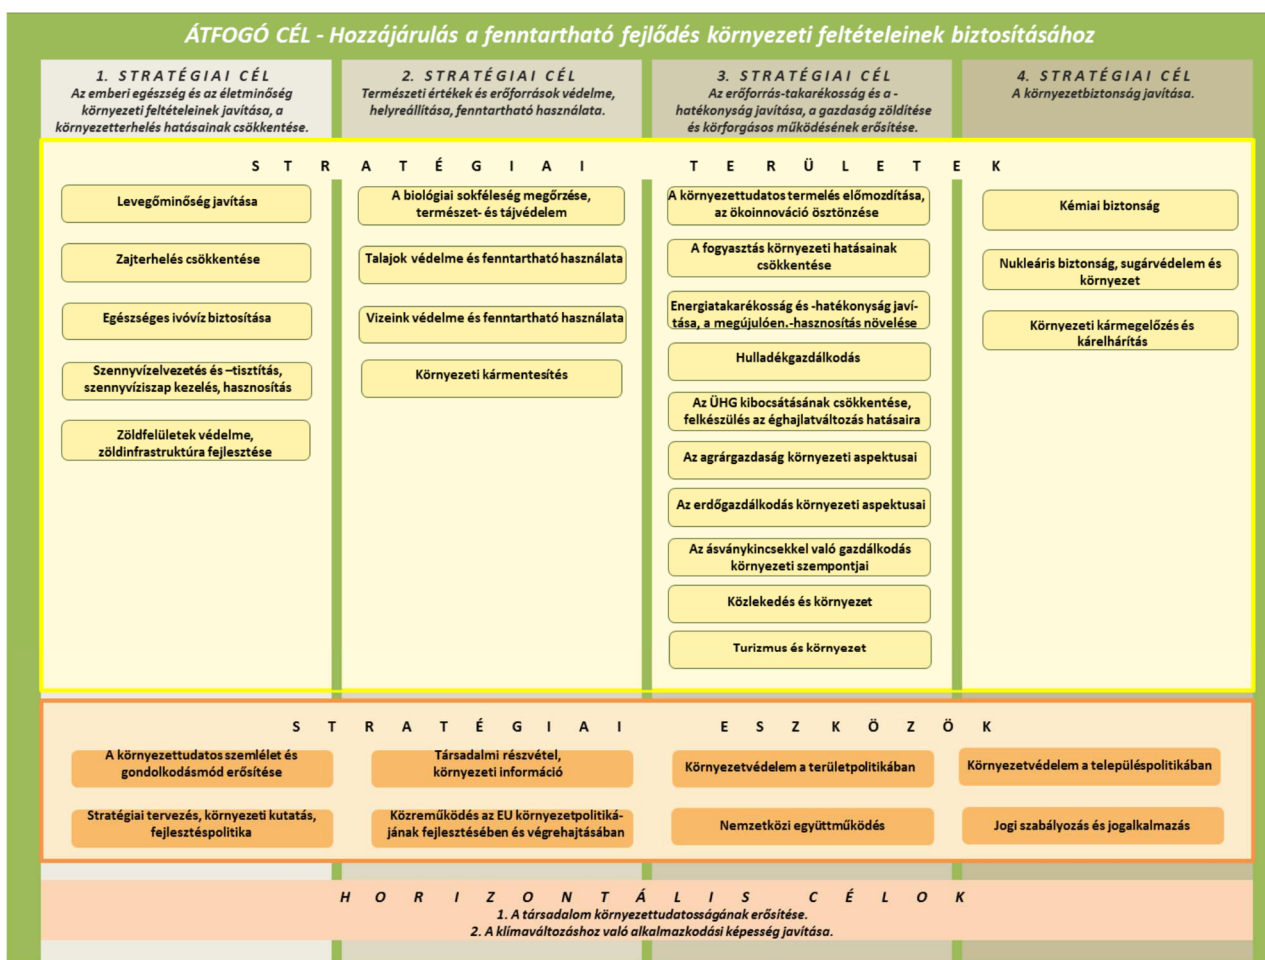 ÁTFOGÓ CÉL - Hozzájárulás a fenntartható fejlődés környezeti feltételeinek biztosításához
1. STRATÉGIAI CÉL
Az emberi egészség és az életminőség
környezeti feltételeinek javítása, a
környezetterhelés hatásainak csökkentése.
2. STRATÉGIAI CÉL
Természeti értékek és erőforrások védelme,
helyreállítása, fenntartható használata.
3. STRATÉGIAI CÉL
Az erőforrás-takarékosság és a -
hatékonyság javítása, a gazdaság zöldítése
és körforgásos működésének erősítése.
4. STRATÉGIAI CÉL
A környezetbiztonság javítása.
STRATÉGIAI TERÜLETEK
Levegőminőség javítása
Zajterhelés csökkentése
Egészséges ivóvíz biztosítása
Szennyvízelvezetés és –tisztítás,
szennyvíziszap kezelés, hasznosítás
Zöldfelületek védelme,
zöldinfrastruktúra fejlesztése
A biológiai sokféleség megőrzése,
természet- és tájvédelem
Talajok védelme és fenntartható használata
Vizeink védelme és fenntartható használata
Környezeti kármentesítés
A környezettudatos termelés előmozdítása,
az ökoinnováció ösztönzése
A fogyasztás környezeti hatásainak
csökkentése
Energiatakarékosság és -hatékonyság javí-
tása, a megújulóen.-hasznosítás növelése
Hulladékgazdálkodás
Az ÜHG kibocsátásának csökkentése,
felkészülés az éghajlatváltozás hatásaira
Az agrárgazdaság környezeti aspektusai
Az erdőgazdálkodás környezeti aspektusai
Az ásványkincsekkel való gazdálkodás
környezeti szempontjai
Közlekedés és környezet
Turizmus és környezet
Kémiai biztonság
Nukleáris biztonság, sugárvédelem és
környezet
Környezeti kármegelőzés és
kárelhárítás
STRATÉGIAI ESZKÖZÖK
A környezettudatos szemlélet és
gondolkodásmód erősítése
Társadalmi részvétel,
környezeti információ
Környezetvédelem a területpolitikában
Környezetvédelem a településpolitikában
Stratégiai tervezés, környezeti kutatás,
fejlesztéspolitika
Közreműködés az EU környezetpolitiká-
jának fejlesztésében és végrehajtásában
Nemzetközi együttműködés
Jogi szabályozás és jogalkalmazás
HORIZONTÁLIS CÉLOK
1. A társadalom környezettudatosságának erősítése.
2. A klímaváltozáshoz való alkalmazkodási képesség javítása.